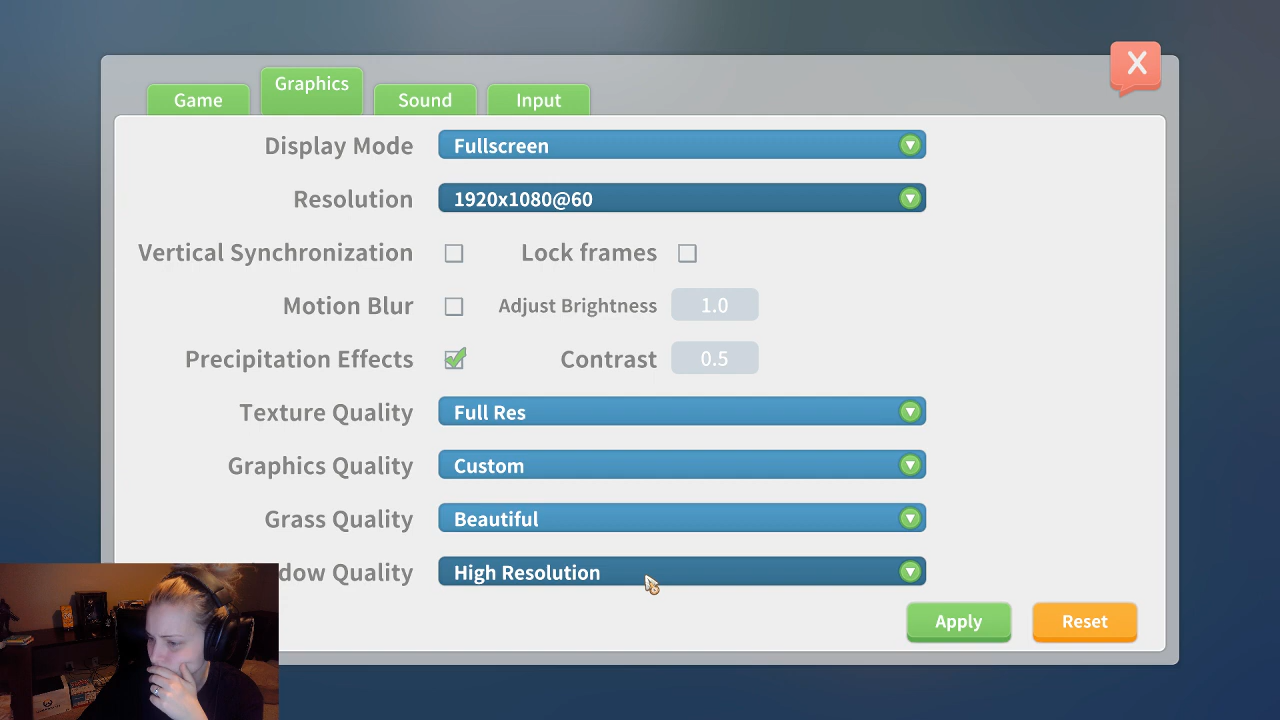 X
Graphics
Game
Sound
Input
Display Mode Fullscreen
Resolution 1920x1080@60
Vertical Synchronization Lock frames
Motion Blur Adjust Brightness 1.0
Precipitation Effects Contrast 0.5
Texture Quality Full Res
Graphics Quality Custom
Grass Quality Beautiful
dow Quality High Resolution
Apply Reset